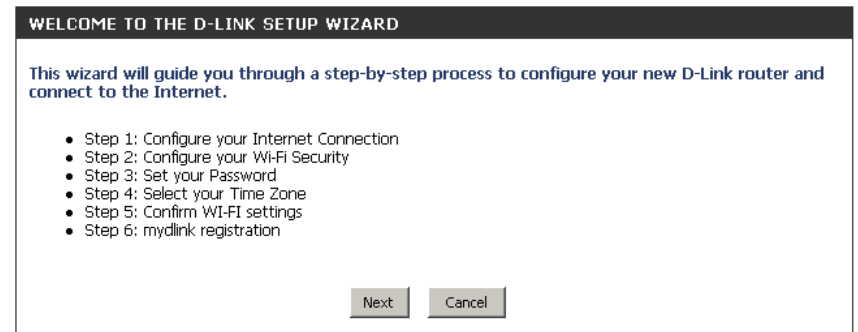 WELCOME TO THE D-LINK SETUP WIZARD
This wizard will guide you through a step-by-step process to configure your new D-Link router and
connect to the Internet.
• Step 1: Configure your Internet Connection
• Step 2: Configure your Wi-Fi Security
• Step 3: Set your Password
• Step 4: Select your Time Zone
• Step 5: Confirm WI-FI settings
• Step 6: mydlink registration
Next Cancel